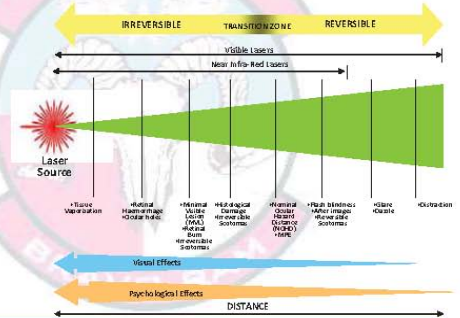 IRREVERSIBLE TRANSITION ZONE REVERSIBLE
Visible Lasers
Near Infra-Red Lasers
Laser
Source
•Tissue
Vaporisation
•Retinal
Haemorrhage
•Ocular holes
•Minimal
Visible
Lesion
(MVL)
•Retinal
Burn
•Irreversible
Scotomas
•Histological
Damage
•Irreversible
Scotomas
•Nominal
Ocular
Hazard
Distance
(NOHD)
•MPE
•Flash blindness
•After images
•Reversible
Scotomas
•Glare
•Dazzle
•Distraction
Visual Effects
Psychological Effects
DISTANCE